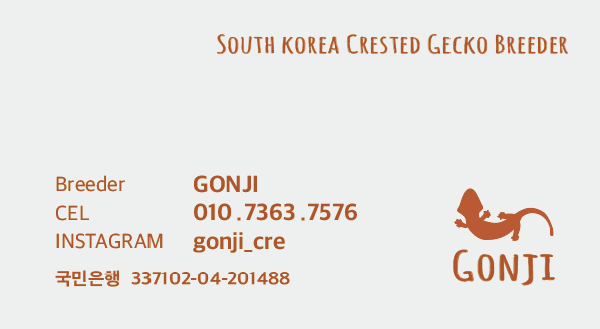 South korea Crested Gecko Breeder
Breeder GONJI
CEL 010 . 7363 . 7576
INSTAGRAM gonji_cre
국민은행 337102-04-201488
GONJI